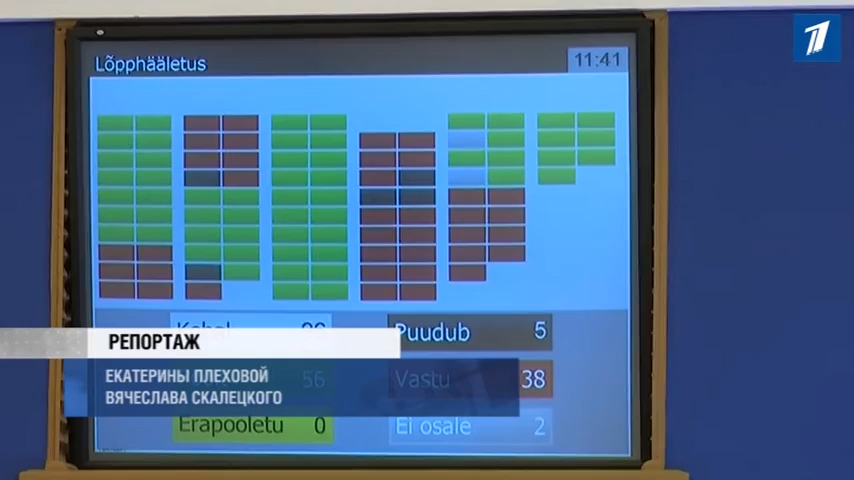 Lõpphääletus 11:41
Puudub 5
РЕПОРТАЖ
56 Vastu 38
ЕКАТЕРИНЫ ПЛЕХОВОЙ
ВЯЧЕСЛАВА СКАЛЕЦКОГО
Erapooletu 0 Ei osale 2